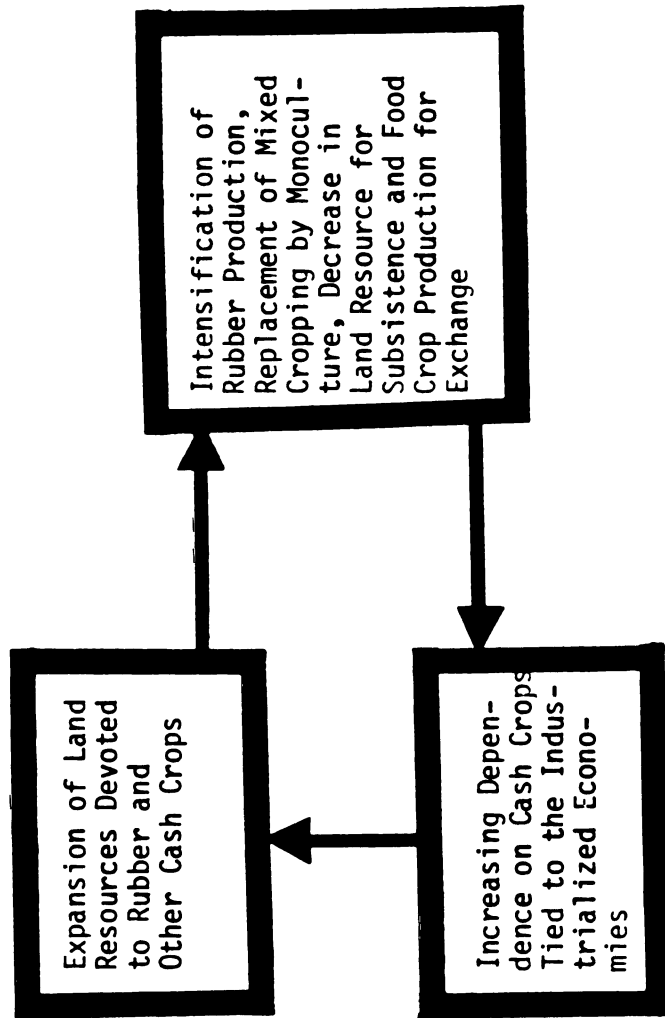 Expansion of Land
Resources Devoted
to Rubber and
Other Cash Crops
Intensification of
Rubber Production,
Replacement of Mixed
Cropping by Monocul-
ture, Decrease in
Land Resource for
Subsistence and Food
Crop Production for
Exchange
Increasing Depen-
dence on Cash Crops
Tied to the Indus-
trialized Econo-
mies